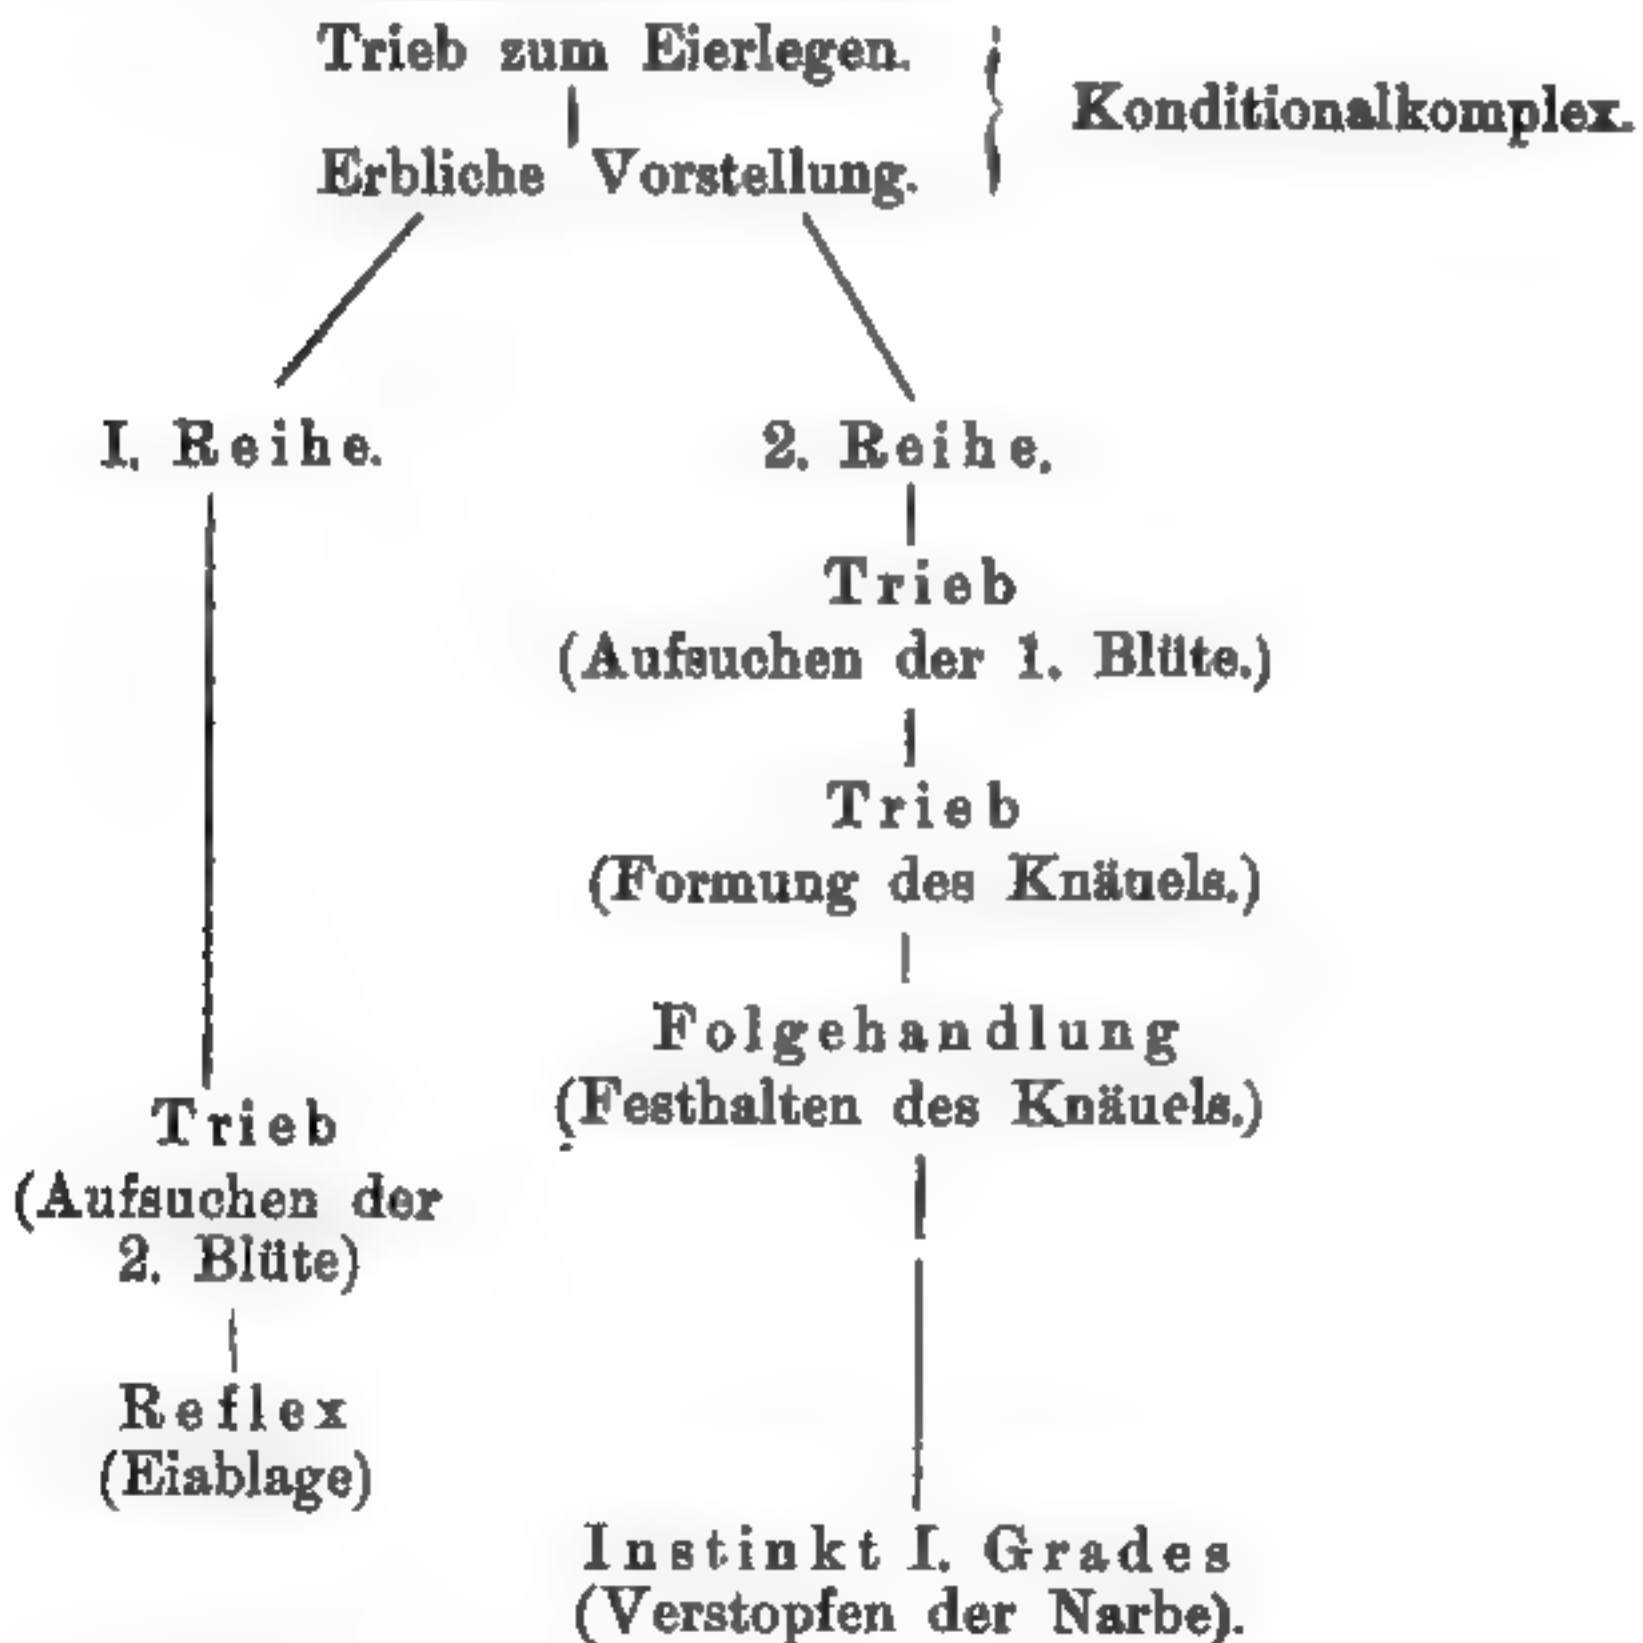 Trieb zum Eierlegen.
Konditionalkomplex.
Erbliche Vorstellung.
I. Reihe.
2. Reihe.
Trieb
(Aufsuchen der 1. Blüte.)
Trieb
(Formung des Knäuels.)
Folgehandlung
(Festhalten des Knäuels.)
Trieb
(Aufsuchen der
2. Blüte)
Reflex
(Eiablage)
Instinkt I. Grades
(Verstopfen der Narbe).